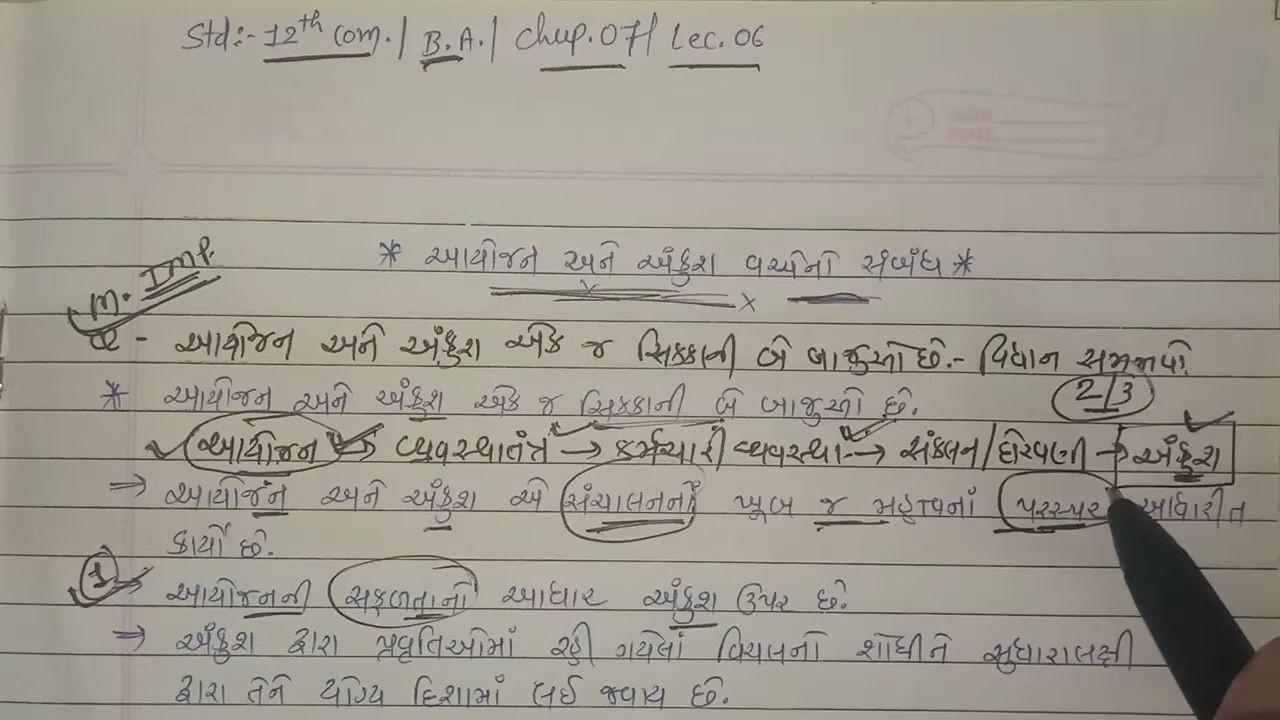 Std:- 12th com. / B.A. / Chap. 07 / Lec. 06
* આયોજન અને અંકુશ વચ્ચેનો સંબંધ *
M. IMP.
Q - આયોજન અને અંકુશ એક જ સિક્કાની બે બાજુઓ છે. - વિધાન સમજાવો
* આયોજન અને અંકુશ એક જ સિક્કાની બે બાજુઓ છે.
2/3
આયોજન → વ્યવસ્થાતંત્ર → કર્મચારી વ્યવસ્થા → સંકલન/દોરવણી → અંકુશ
⇒ આયોજન અને અંકુશ એ સંચાલનનાં ખૂબ જ મહત્વનાં પરસ્પર આધારીત
કાર્યો છે.
1 ⇒ આયોજનની સફળતાનો આધાર અંકુશ ઉપર છે.
⇒ અંકુશ દ્વારા પ્રવૃતિઓમાં રહી ગયેલાં વિચલનો શોધીને સુધારાલક્ષી
દ્વારા તેને યોગ્ય દિશામાં લઈ જવાય છે.